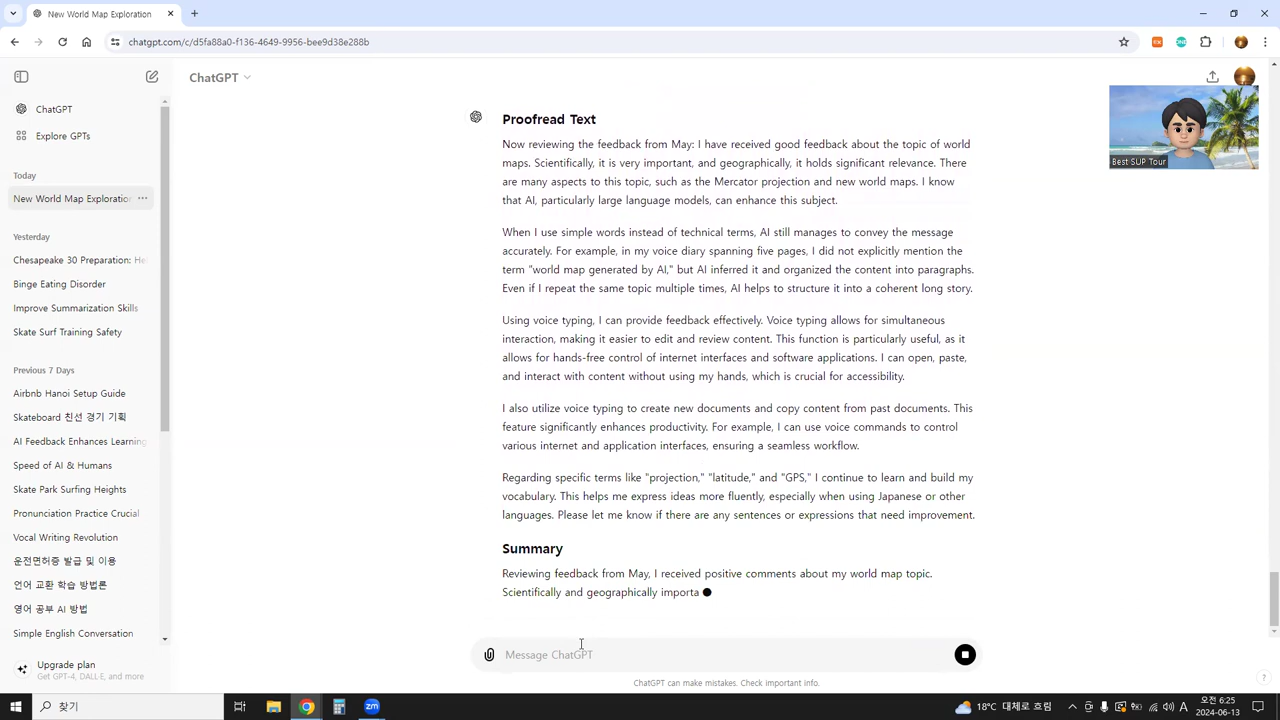 New World Map Exploration
chatgpt.com/c/d5fa88a0-f136-4649-9956-bee9d38e288b
ChatGPT
ChatGPT
Explore GPTs
Today
New World Map Exploration
Yesterday
Chesapeake 30 Preparation: He
Binge Eating Disorder
Improve Summarization Skills
Skate Surf Training Safety
Previous 7 Days
Airbnb Hanoi Setup Guide
Skateboard 친선 경기 기획
AI Feedback Enhances Learning
Speed of AI & Humans
Skate Park Surfing Heights
Pronunciation Practice Crucial
Vocal Writing Revolution
운전면허증 발급 및 이용
언어 교환 학습 방법론
영어 공부 AI 방법
Simple English Conversation
Upgrade plan
Get GPT-4, DALL·E, and more
Best SUP Tour
Proofread Text
Now reviewing the feedback from May: I have received good feedback about the topic of world
maps. Scientifically, it is very important, and geographically, it holds significant relevance. There
are many aspects to this topic, such as the Mercator projection and new world maps. I know
that AI, particularly large language models, can enhance this subject.
When I use simple words instead of technical terms, AI still manages to convey the message
accurately. For example, in my voice diary spanning five pages, I did not explicitly mention the
term "world map generated by AI," but AI inferred it and organized the content into paragraphs.
Even if I repeat the same topic multiple times, AI helps to structure it into a coherent long story.
Using voice typing, I can provide feedback effectively. Voice typing allows for simultaneous
interaction, making it easier to edit and review content. This function is particularly useful, as it
allows for hands-free control of internet interfaces and software applications. I can open, paste,
and interact with content without using my hands, which is crucial for accessibility.
I also utilize voice typing to create new documents and copy content from past documents. This
feature significantly enhances productivity. For example, I can use voice commands to control
various internet and application interfaces, ensuring a seamless workflow.
Regarding specific terms like "projection," "latitude," and "GPS," I continue to learn and build my
vocabulary. This helps me express ideas more fluently, especially when using Japanese or other
languages. Please let me know if there are any sentences or expressions that need improvement.
Summary
Reviewing feedback from May, I received positive comments about my world map topic.
Scientifically and geographically importa
Message ChatGPT
ChatGPT can make mistakes. Check important info.
?
찾기
18°C 대체로 흐림
A
오전 6:25
2024-06-13